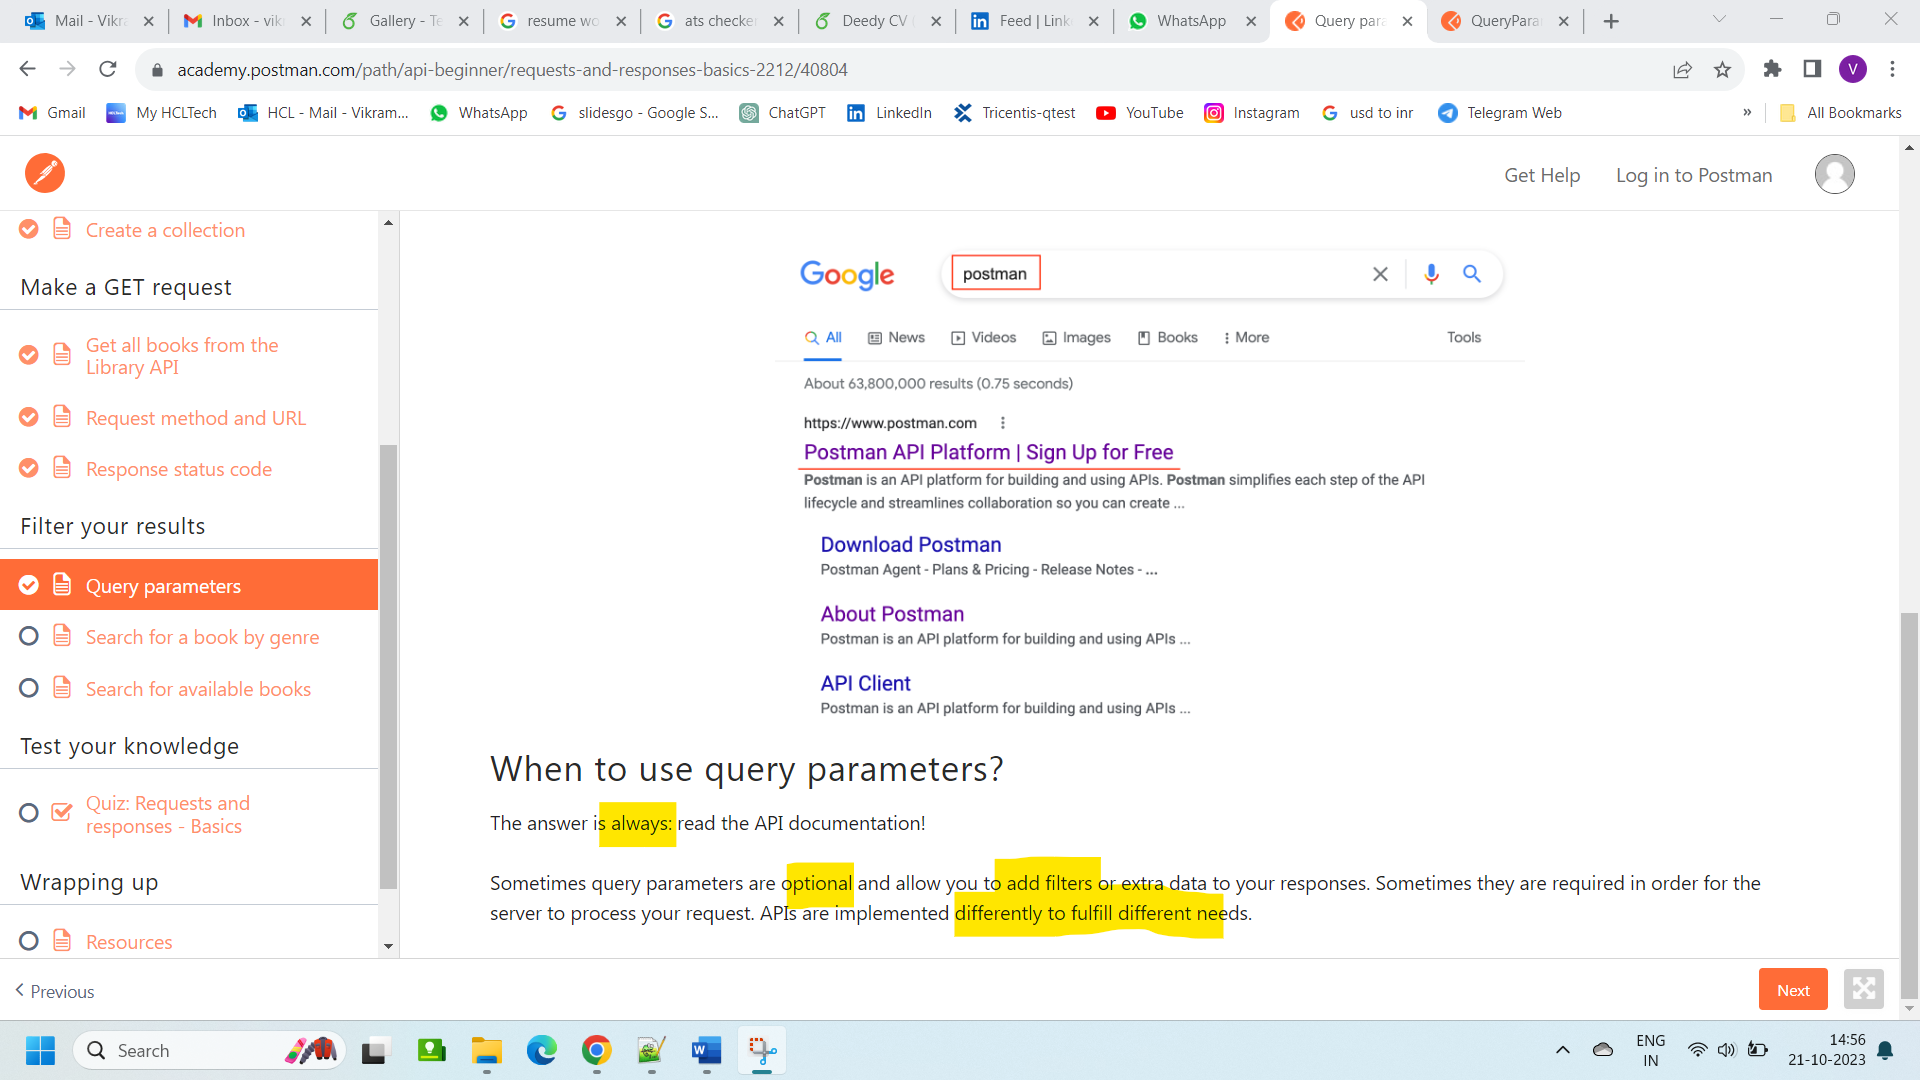 Mail - Vikra
Inbox - vik
Gallery - Te
resume wo
ats checke
Deedy CV (
Feed | Link
WhatsApp
Query para
QueryPara
academy.postman.com/path/api-beginner/requests-and-responses-basics-2212/40804
V
Gmail
My HCLTech
HCL - Mail - Vikram...
WhatsApp
slidesgo - Google S...
ChatGPT
LinkedIn
Tricentis-qtest
YouTube
Instagram
usd to inr
Telegram Web
»
All Bookmarks
Get Help
Log in to Postman
Create a collection
Make a GET request
Get all books from the
Library API
Request method and URL
Response status code
Filter your results
Query parameters
Search for a book by genre
Search for available books
Test your knowledge
Quiz: Requests and
responses - Basics
Wrapping up
Resources
Google
postman
All
News
Videos
Images
Books
More
Tools
About 63,800,000 results (0.75 seconds)
https://www.postman.com
Postman API Platform | Sign Up for Free
Postman is an API platform for building and using APIs. Postman simplifies each step of the API
lifecycle and streamlines collaboration so you can create ...
Download Postman
Postman Agent - Plans & Pricing - Release Notes - ...
About Postman
Postman is an API platform for building and using APIs ...
API Client
Postman is an API platform for building and using APIs ...
When to use query parameters?
The answer is always: read the API documentation!
Sometimes query parameters are optional and allow you to add filters or extra data to your responses. Sometimes they are required in order for the
server to process your request. APIs are implemented differently to fulfill different needs.
Previous
Next
Search
ENG
IN
14:56
21-10-2023